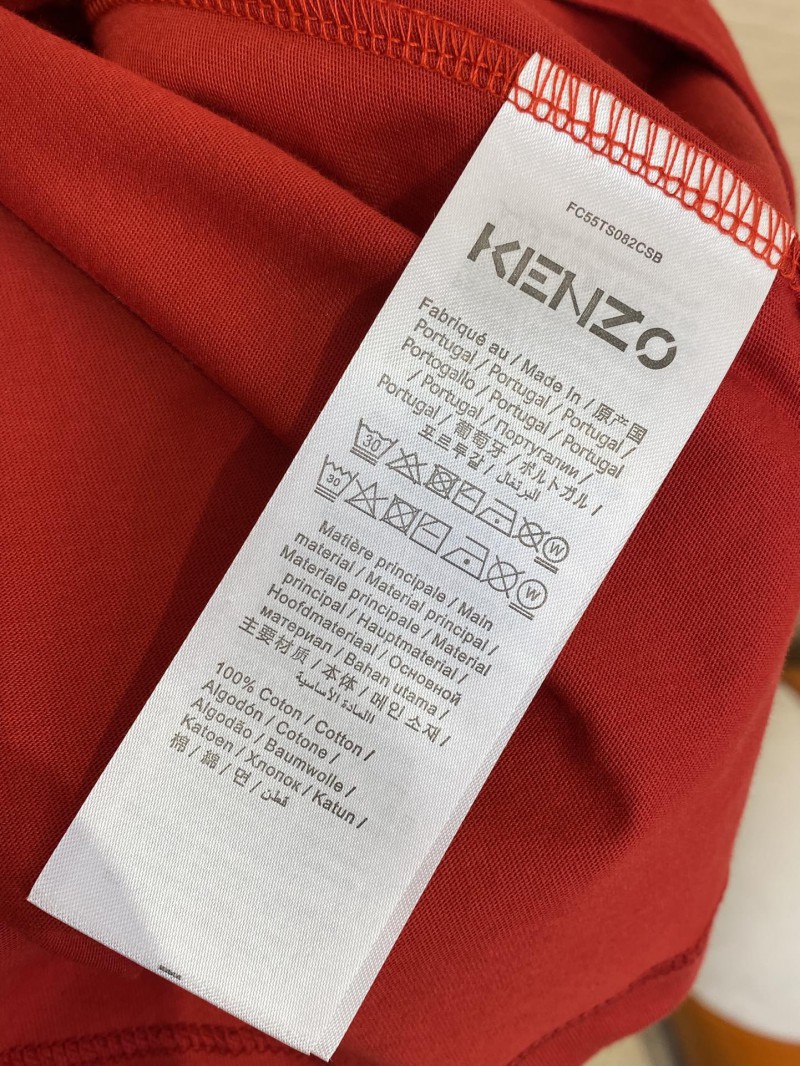 FC55TS082CSB
KENZO
Fabriqué au / Made In / 原产国
Portugal / Portugal / Portugal /
Portogallo / Portugal / Portugal
/ Portugal / Португалии /
Portugal / 葡萄牙 / ポルトガル /
포르투갈 / البرتغال
30 W
30 W
Matière principale / Main
material / Material principal /
Materiale principale / Material
principal / Hauptmaterial /
Hoofdmateriaal / Основной
материал / Bahan utama /
主要材质 / 本体 / 메인 소재 /
المادة الأساسية
100% Coton / Cotton /
Algodón / Cotone /
Algodão / Baumwolle /
Katoen / Хлопок / Katun /
棉 / 綿 / 면 / قطن